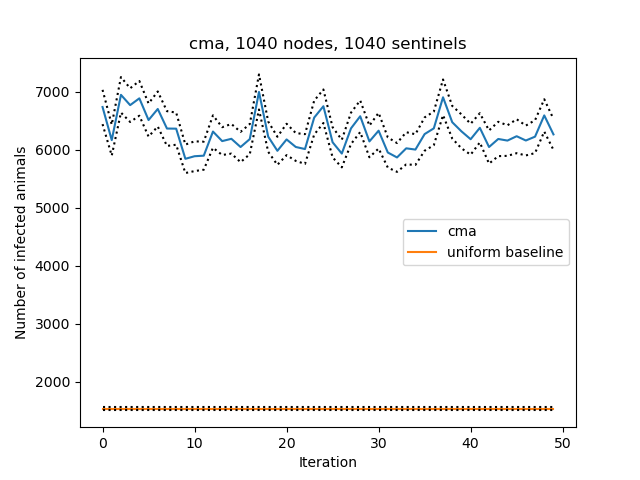 cma, 1040 nodes, 1040 sentinels
Number of infected animals
7000
6000
5000
4000
3000
2000
cma
uniform baseline
0
10
20
30
40
50
Iteration